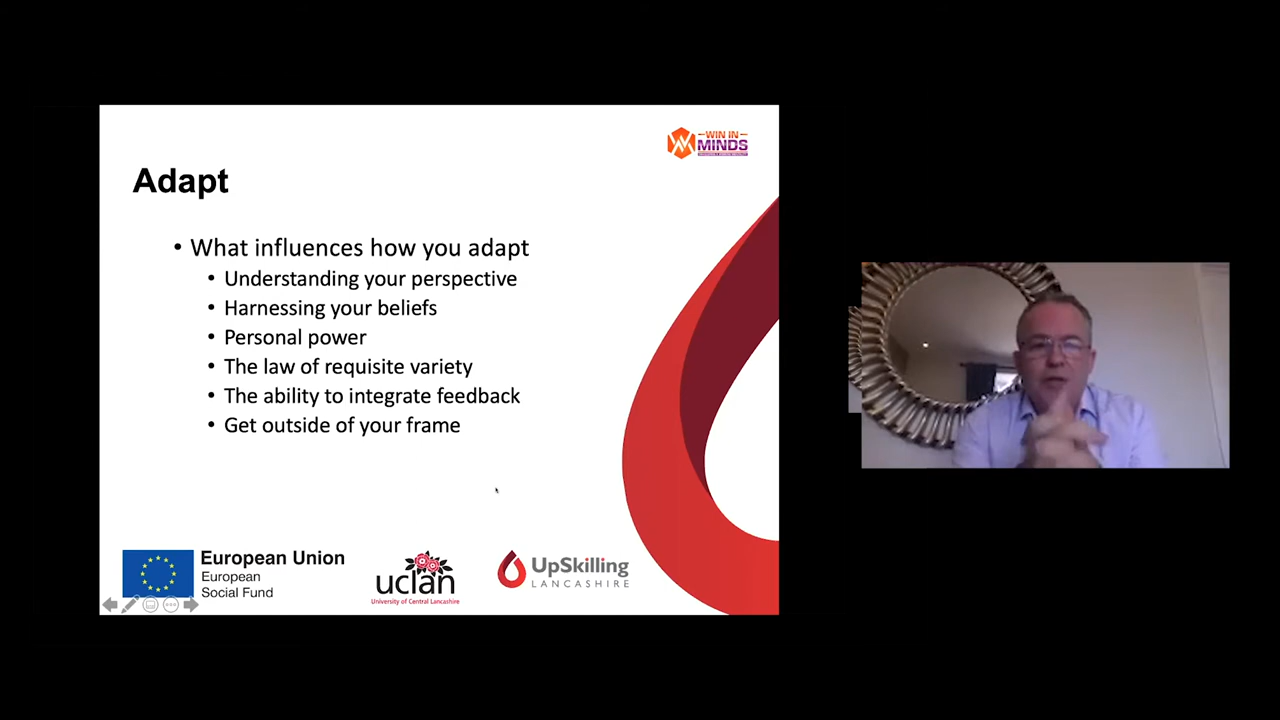 WIN IN
MINDS
Adapt
• What influences how you adapt
• Understanding your perspective
• Harnessing your beliefs
• Personal power
• The law of requisite variety
• The ability to integrate feedback
• Get outside of your frame
European Union
European
Social Fund
uclan
University of Central Lancashire
UpSkilling
LANCASHIRE